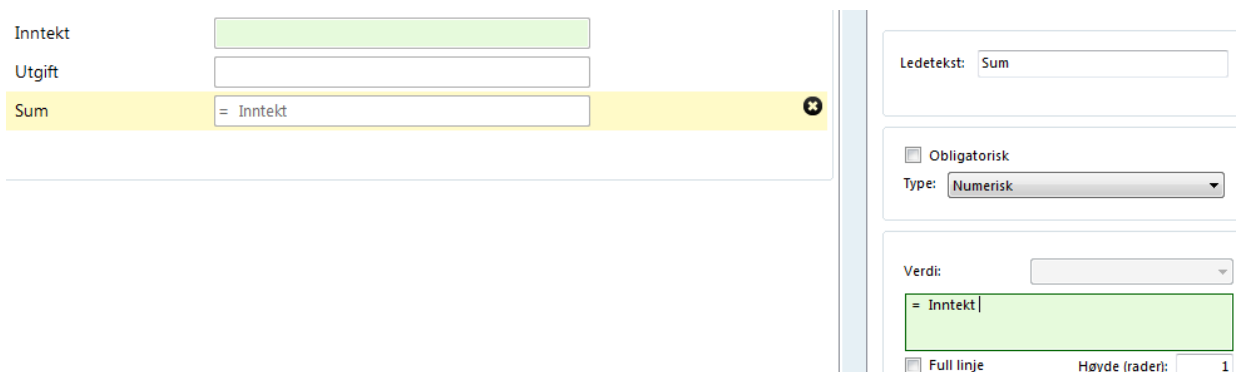 Inntekt
Utgift
Sum = Inntekt
Ledetekst: Sum
Obligatorisk
Type: Numerisk
Verdi:
= Inntekt
Full linje Høyde (rader): 1